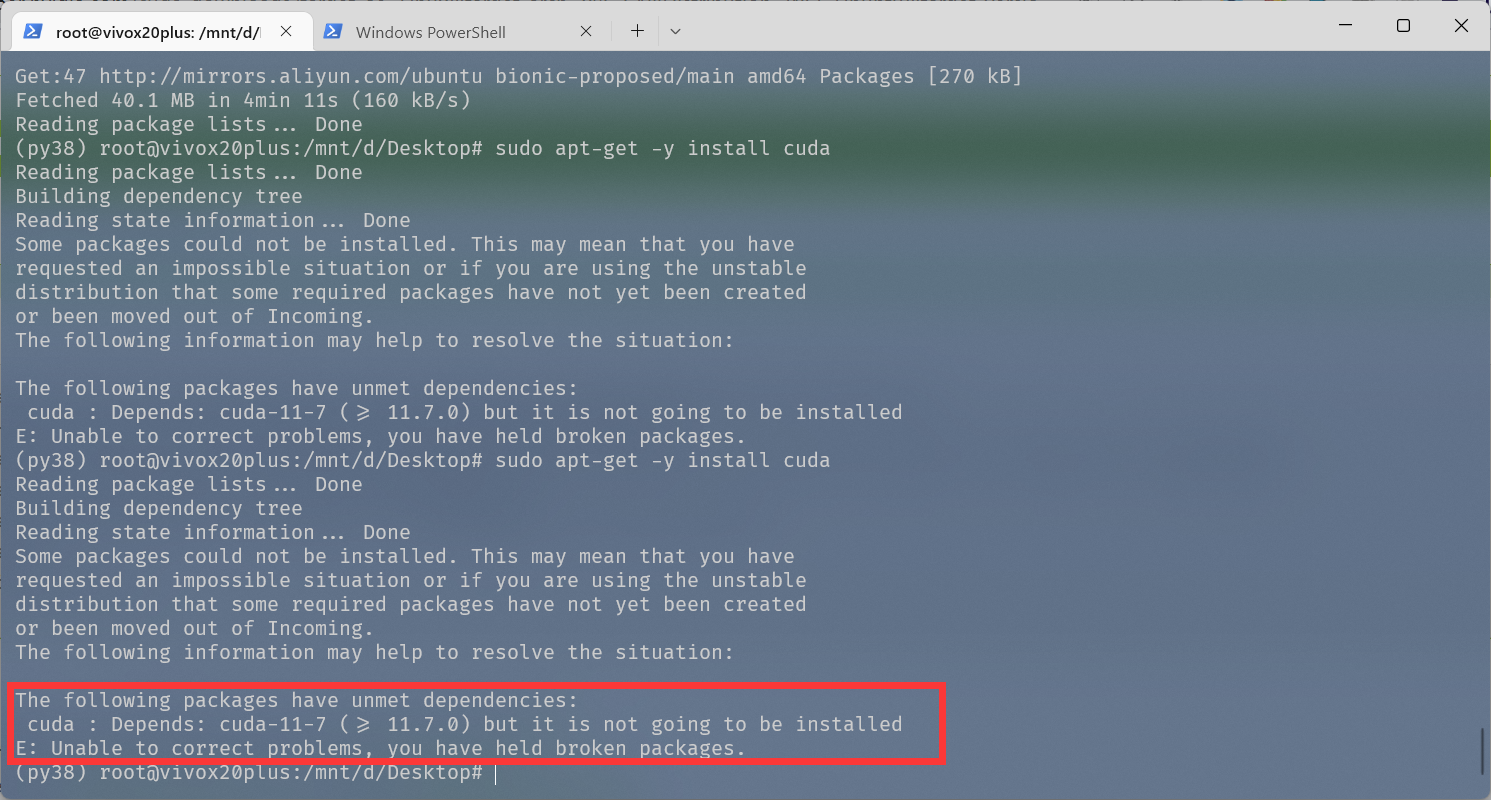 root@vivox20plus: /mnt/d/
Windows PowerShell
Get:47 http://mirrors.aliyun.com/ubuntu bionic-proposed/main amd64 Packages [270 kB]
Fetched 40.1 MB in 4min 11s (160 kB/s)
Reading package lists... Done
(py38) root@vivox20plus:/mnt/d/Desktop# sudo apt-get -y install cuda
Reading package lists... Done
Building dependency tree
Reading state information... Done
Some packages could not be installed. This may mean that you have
requested an impossible situation or if you are using the unstable
distribution that some required packages have not yet been created
or been moved out of Incoming.
The following information may help to resolve the situation:
The following packages have unmet dependencies:
cuda : Depends: cuda-11-7 (⩾ 11.7.0) but it is not going to be installed
E: Unable to correct problems, you have held broken packages.
(py38) root@vivox20plus:/mnt/d/Desktop# sudo apt-get -y install cuda
Reading package lists... Done
Building dependency tree
Reading state information... Done
Some packages could not be installed. This may mean that you have
requested an impossible situation or if you are using the unstable
distribution that some required packages have not yet been created
or been moved out of Incoming.
The following information may help to resolve the situation:
The following packages have unmet dependencies:
cuda : Depends: cuda-11-7 (⩾ 11.7.0) but it is not going to be installed
E: Unable to correct problems, you have held broken packages.
(py38) root@vivox20plus:/mnt/d/Desktop#